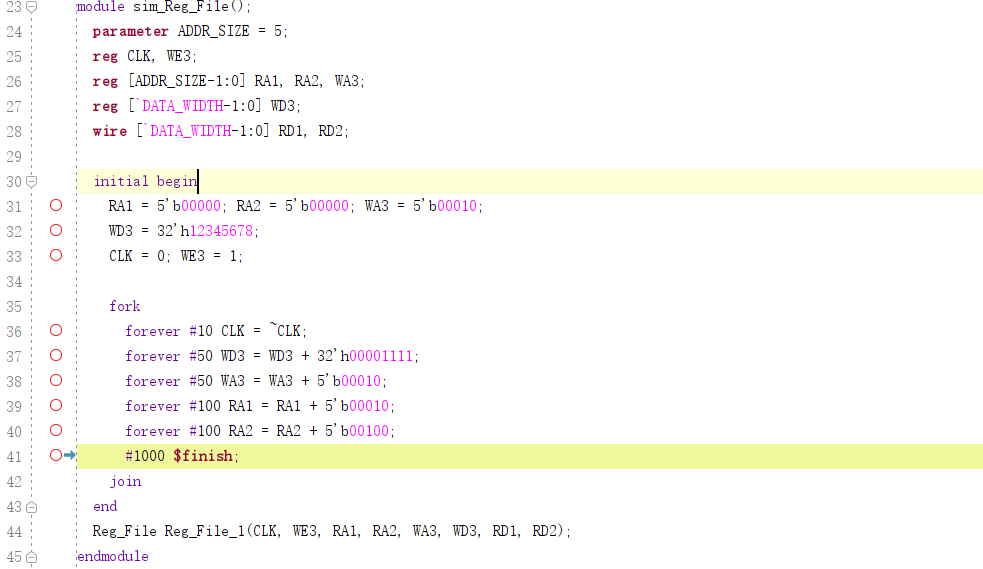 23 module sim_Reg_File();
24 parameter ADDR_SIZE = 5;
25 reg CLK, WE3;
26 reg [ADDR_SIZE-1:0] RA1, RA2, WA3;
27 reg [`DATA_WIDTH-1:0] WD3;
28 wire [`DATA_WIDTH-1:0] RD1, RD2;
29
30 initial begin
31 RA1 = 5'b00000; RA2 = 5'b00000; WA3 = 5'b00010;
32 WD3 = 32'h12345678;
33 CLK = 0; WE3 = 1;
34
35 fork
36 forever #10 CLK = ~CLK;
37 forever #50 WD3 = WD3 + 32'h00001111;
38 forever #50 WA3 = WA3 + 5'b00010;
39 forever #100 RA1 = RA1 + 5'b00010;
40 forever #100 RA2 = RA2 + 5'b00100;
41 #1000 $finish;
42 join
43 end
44 Reg_File Reg_File_1(CLK, WE3, RA1, RA2, WA3, WD3, RD1, RD2);
45 endmodule